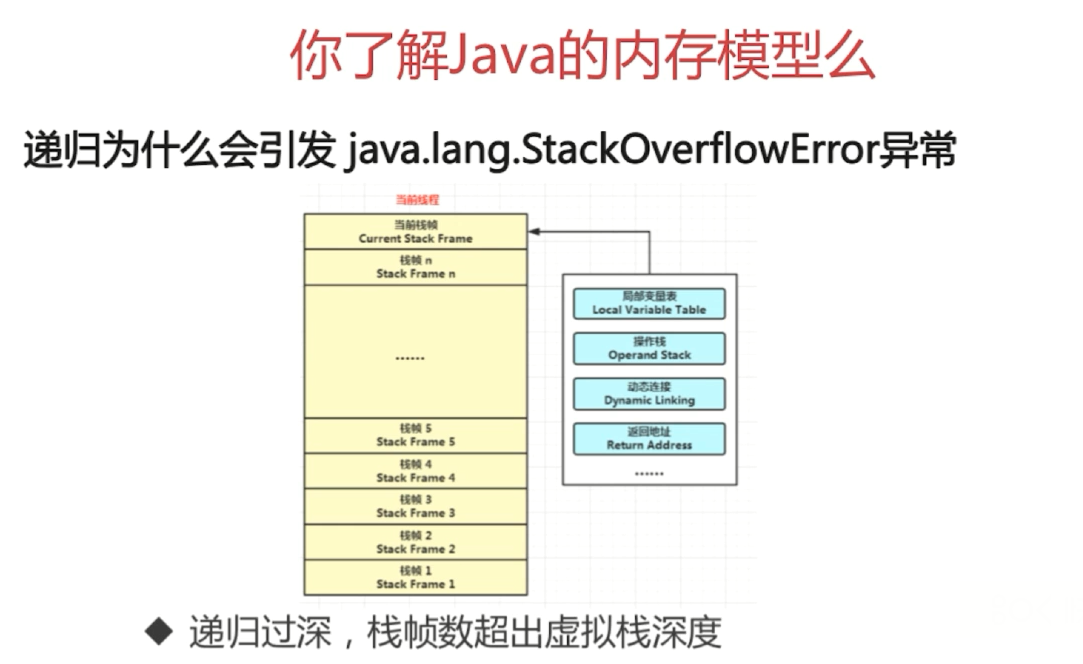 你了解Java的内存模型么
递归为什么会引发 java.lang.StackOverflowError异常
当前线程
当前栈帧
Current Stack Frame
栈帧 n
Stack Frame n
......
栈帧 5
Stack Frame 5
栈帧 4
Stack Frame 4
栈帧 3
Stack Frame 3
栈帧 2
Stack Frame 2
栈帧 1
Stack Frame 1
局部变量表
Local Variable Table
操作栈
Operand Stack
动态连接
Dynamic Linking
返回地址
Return Address
......
◆ 递归过深，栈帧数超出虚拟栈深度